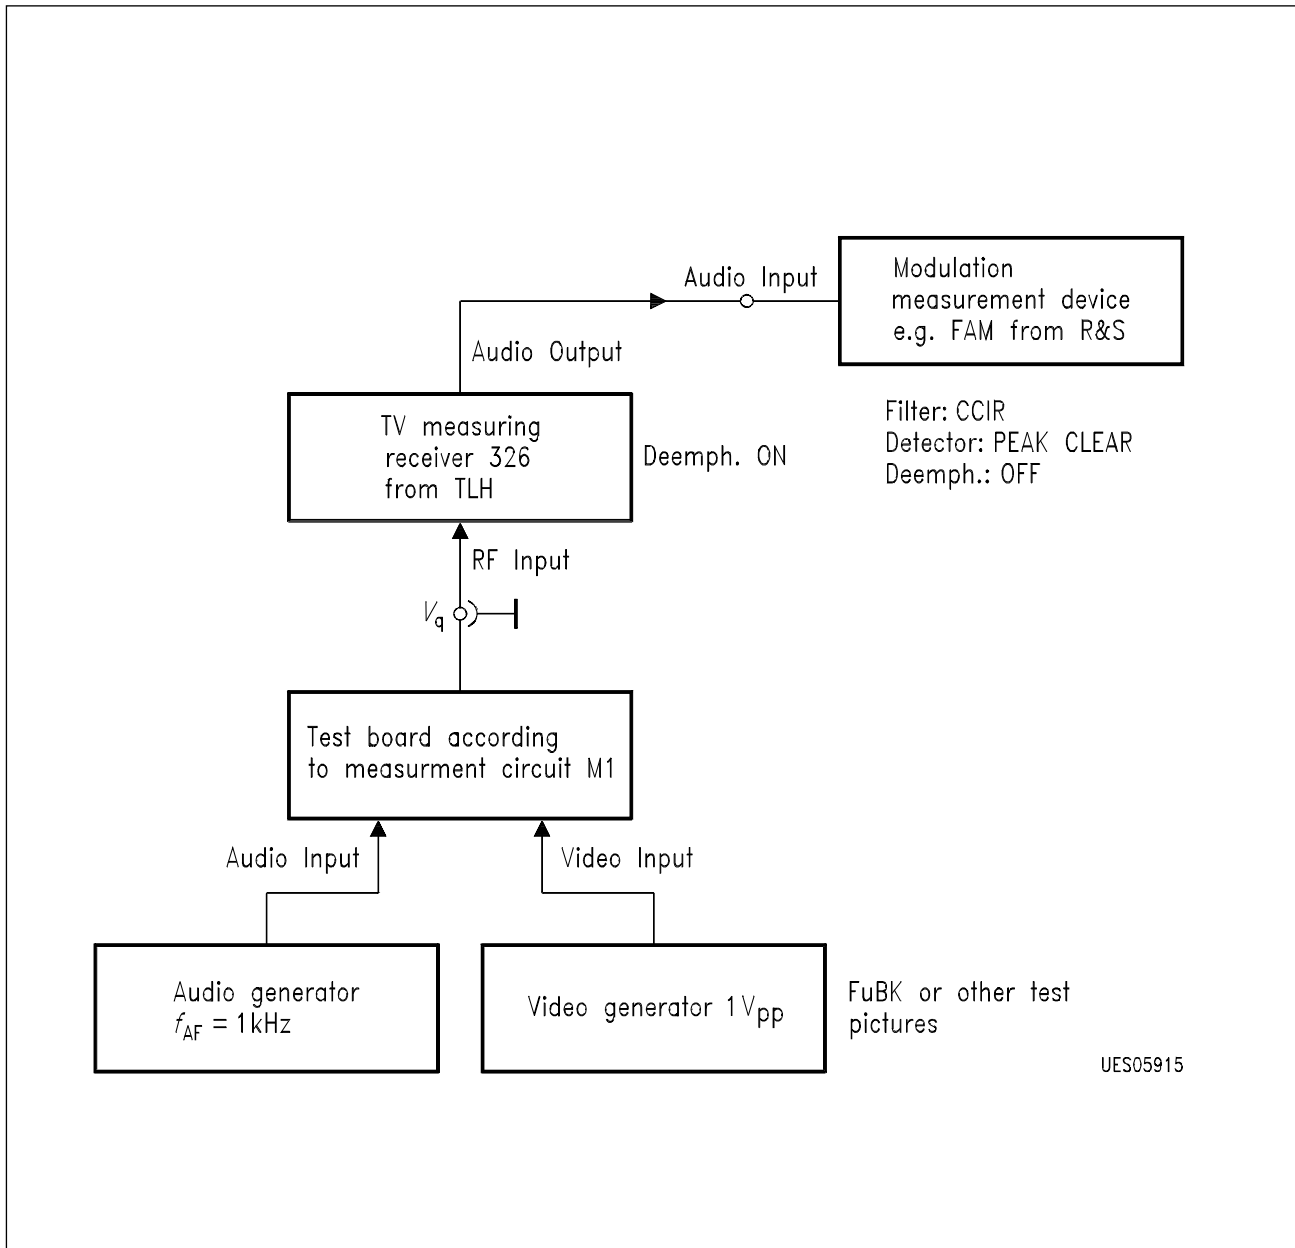 Modulation
measurement device
e.g. FAM from R&S
Audio Input
Audio Output
Filter: CCIR
Detector: PEAK CLEAR
Deemph.: OFF
TV measuring
receiver 326
from TLH
Deemph. ON
RF Input
Vq
Test board according
to measurment circuit M1
Audio Input
Video Input
Audio generator
fAF = 1kHz
Video generator 1Vpp
FuBK or other test
pictures
UES05915